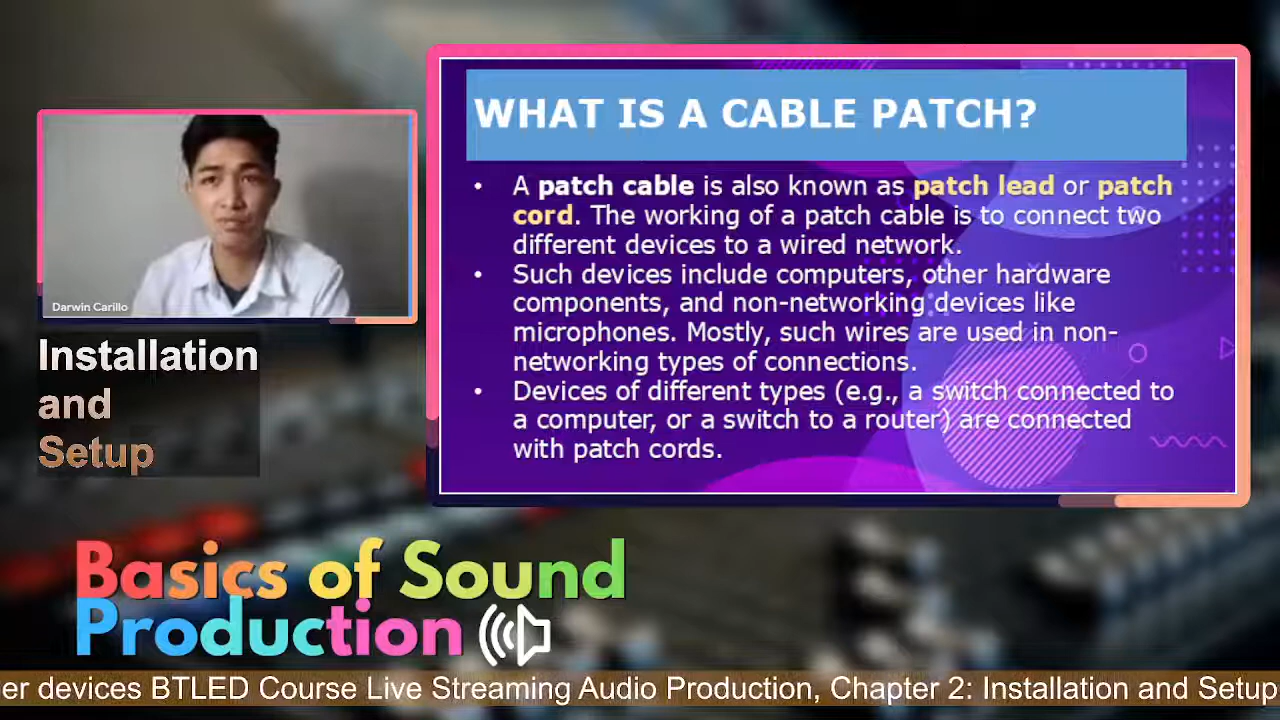 WHAT IS A CABLE PATCH?
• A patch cable is also known as patch lead or patch
cord. The working of a patch cable is to connect two
different devices to a wired network.
• Such devices include computers, other hardware
components, and non-networking devices like
microphones. Mostly, such wires are used in non-
networking types of connections.
• Devices of different types (e.g., a switch connected to
a computer, or a switch to a router) are connected
with patch cords.
Darwin Carillo
Installation
and
Setup
Basics of Sound
Production
er devices BTLED Course Live Streaming Audio Production, Chapter 2: Installation and Setup